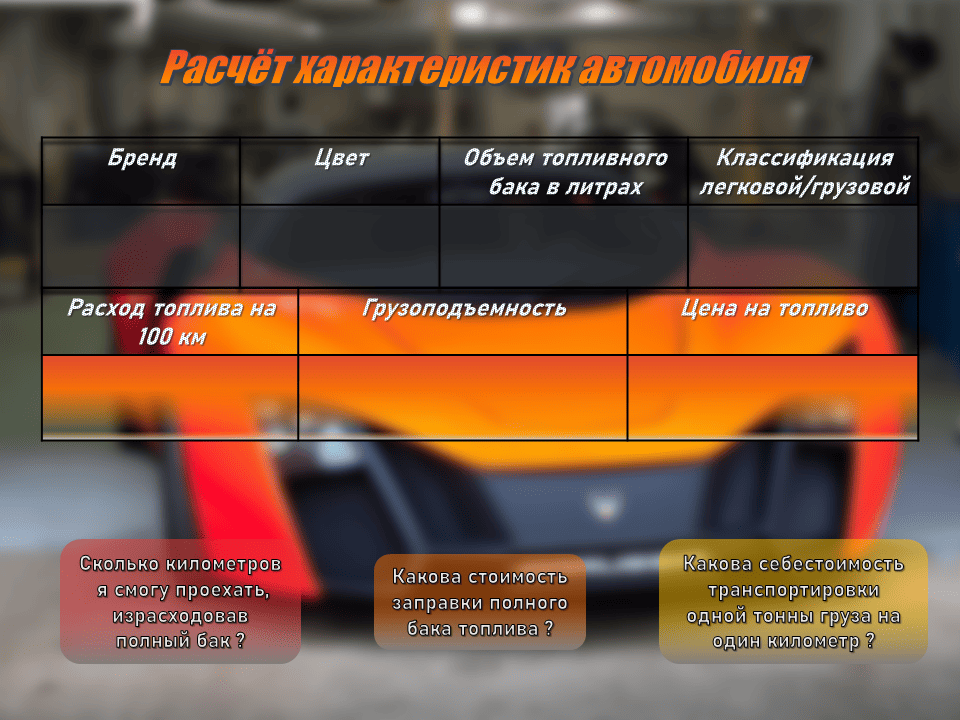 Расчёт характеристик автомобиля
Бренд
Цвет
Объем топливного
бака в литрах
Классификация
легковой/грузовой
Расход топлива на
100 км
Грузоподъемность
Цена на топливо
Сколько километров
я смогу проехать,
израсходовав
полный бак ?
Какова стоимость
заправки полного
бака топлива ?
Какова себестоимость
транспортировки
одной тонны груза на
один километр ?